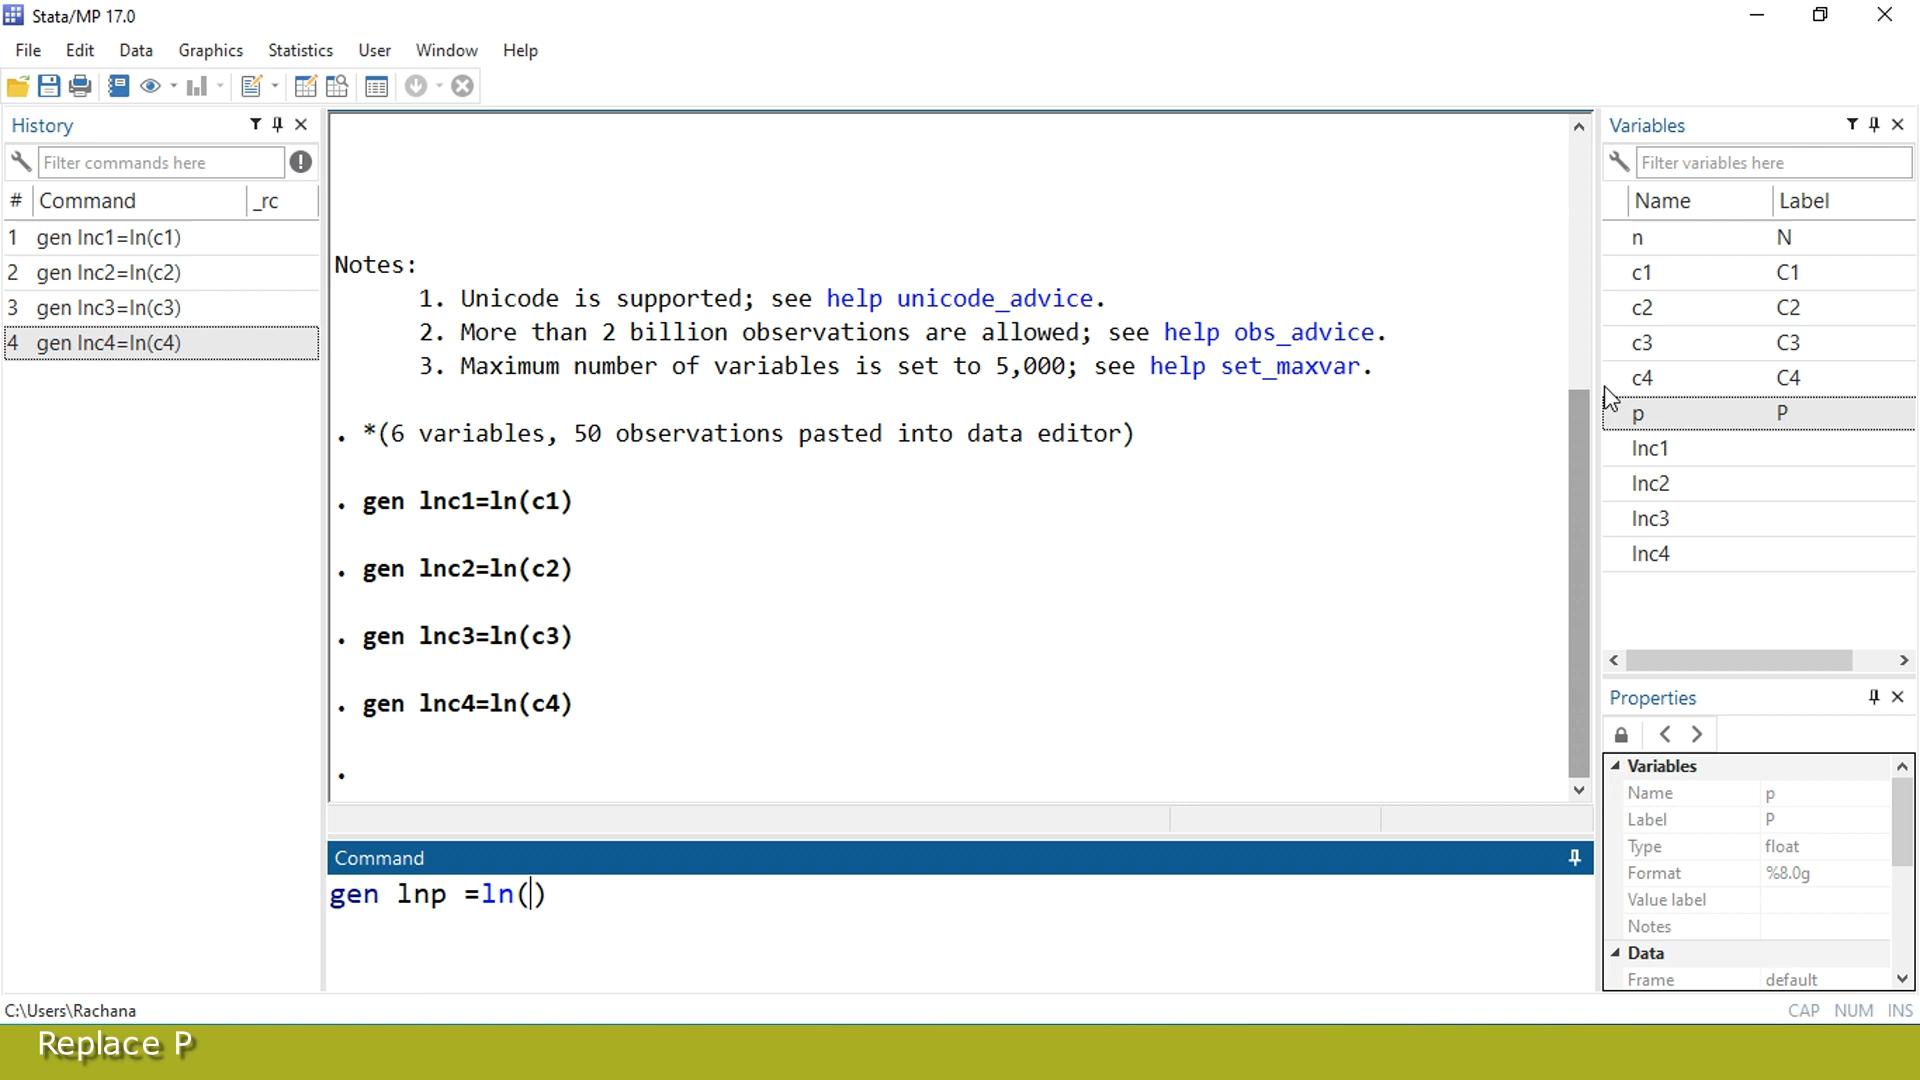 Stata/MP 17.0
File Edit Data Graphics Statistics User Window Help
History
Filter commands here
# Command _rc
1 gen lnc1=ln(c1)
2 gen lnc2=ln(c2)
3 gen lnc3=ln(c3)
4 gen lnc4=ln(c4)
Notes:
1. Unicode is supported; see help unicode_advice.
2. More than 2 billion observations are allowed; see help obs_advice.
3. Maximum number of variables is set to 5,000; see help set_maxvar.
. *(6 variables, 50 observations pasted into data editor)
. gen lnc1=ln(c1)
. gen lnc2=ln(c2)
. gen lnc3=ln(c3)
. gen lnc4=ln(c4)
.
Command
gen lnp =ln()
Variables
Filter variables here
Name Label
n N
c1 C1
c2 C2
c3 C3
c4 C4
p P
lnc1
lnc2
lnc3
lnc4
Properties
Variables
Name p
Label P
Type float
Format %8.0g
Value label
Notes
Data
Frame default
C:\Users\Rachana
CAP NUM INS
Replace P